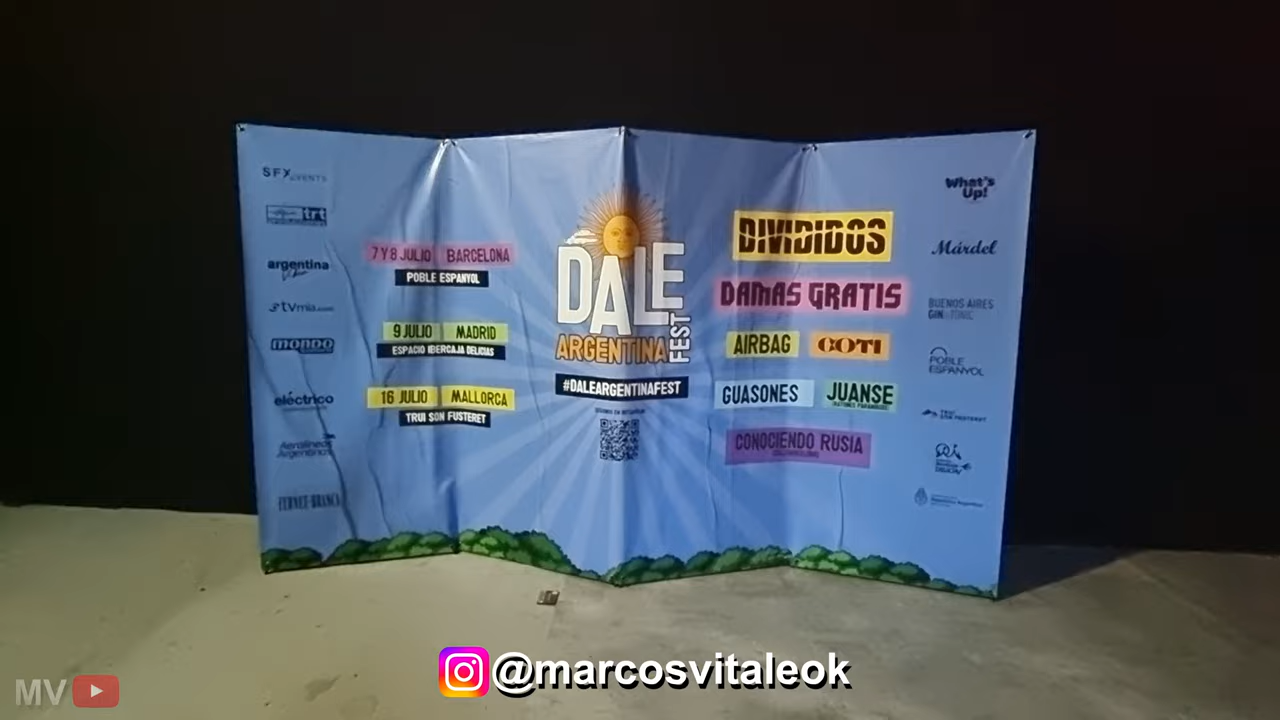 SFX EVENTS
trt
argentina
tvmia.com
mondo
eléctrico
Aerolíneas
Argentinas
FERNET-BRANCA
7 Y 8 JULIO BARCELONA
POBLE ESPANYOL
9 JULIO MADRID
ESPACIO IBERCAJA DELICIAS
16 JULIO MALLORCA
TRUI SON FUSTERET
DALE
ARGENTINA
FEST
#DALEARGENTINAFEST
DIVIDIDOS
DAMAS GRATIS
AIRBAG COTI
GUASONES JUANSE
CONOCIENDO RUSIA
What's
Up!
Márdel
BUENOS AIRES
GIN & TONIC
POBLE
ESPANYOL
TRUI
SON FUSTERET
@marcosvitaleok
MV